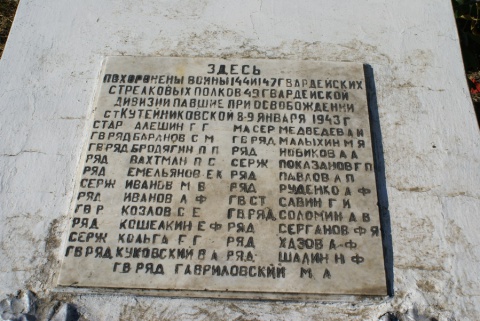 ЗДЕСЬ
ПОХОРОНЕНЫ ВОИНЫ 144 И 147 ГВАРДЕЙСКИХ
СТРЕЛКОВЫХ ПОЛКОВ 49 ГВАРДЕЙСКОЙ
ДИВИЗИИ ПАВШИЕ ПРИ ОСВОБОЖДЕНИИ
СТ КУТЕЙНИКОВСКОЙ 8-9 ЯНВАРЯ 1943 Г
СТАР АЛЕШИН Г Г МЛ СЕР МЕДВЕДЕВ А Н
ГВ РЯД БАРАНОВ С М ГВ РЯД МАЛЫХИН М Я
ГВ РЯД БРОДЯГИН П П РЯД НОВИКОВ А А
РЯД ВАХТМАН П С СЕРЖ ПОКАЗАНОВ Г П
РЯД ЕМЕЛЬЯНОВ Е К РЯД ПАВЛОВ А П
СЕРЖ ИВАНОВ М В РЯД РУДЕНКО А Ф
РЯД ИВАНОВ А Ф ГВ СТ САВИН Г И
ГВ Р КОЗЛОВ С Е ГВ РЯД СОЛОМИН А В
РЯД КОШЕЛКИН Е Ф РЯД СЕРГАНОВ Ф Я
СЕРЖ КОЛЬГА Г Г РЯД ХАЗОВ А Ф
ГВ РЯД КУКОВСКИЙ В А РЯД ШАЛИН Н Ф
ГВ РЯД ГАВРИЛОВСКИЙ М А